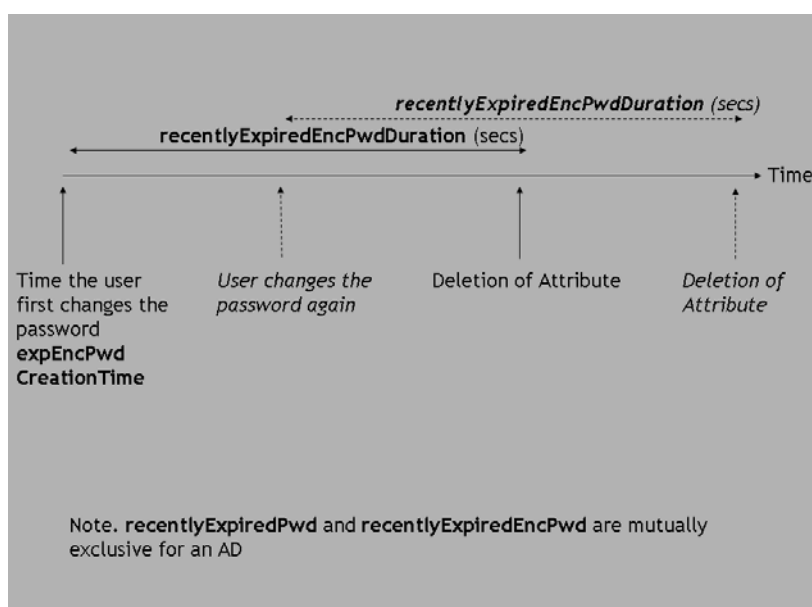 recentlyExpiredEncPwdDuration (secs)
recentlyExpiredEncPwdDuration (secs)
Time
Time the user
first changes the
password
expEncPwd
CreationTime
User changes the
password again
Deletion of Attribute
Deletion of
Attribute
Note. recentlyExpiredPwd and recentlyExpiredEncPwd are mutually
exclusive for an AD